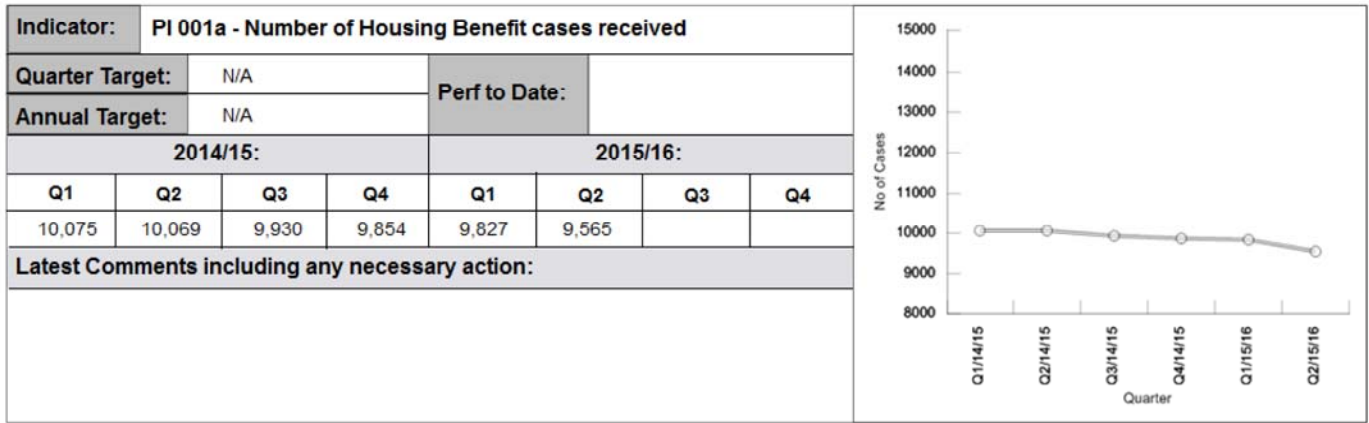 Indicator: PI 001a - Number of Housing Benefit cases received
Quarter Target: N/A
Perf to Date:
Annual Target: N/A
2014/15: 2015/16:
Q1 Q2 Q3 Q4 Q1 Q2 Q3 Q4
10,075 10,069 9,930 9,854 9,827 9,565
Latest Comments including any necessary action:
15000
14000
13000
12000
11000
10000
9000
8000
No of Cases
Q1/14/15
Q2/14/15
Q3/14/15
Q4/14/15
Q1/15/16
Q2/15/16
Quarter